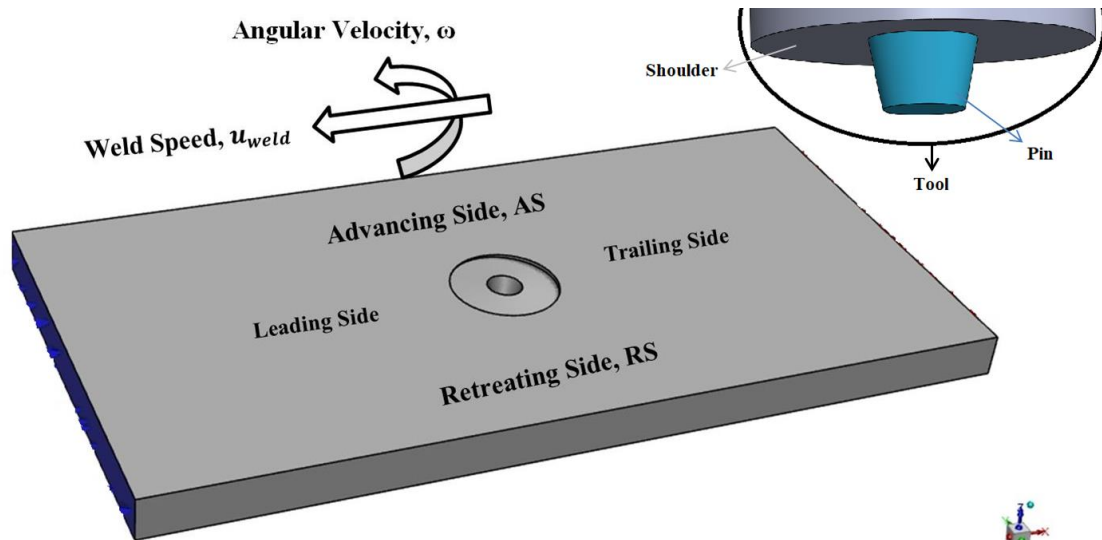 Angular Velocity, ω
Weld Speed, u_weld
Shoulder
Pin
Tool
Advancing Side, AS
Trailing Side
Leading Side
Retreating Side, RS
Z
X